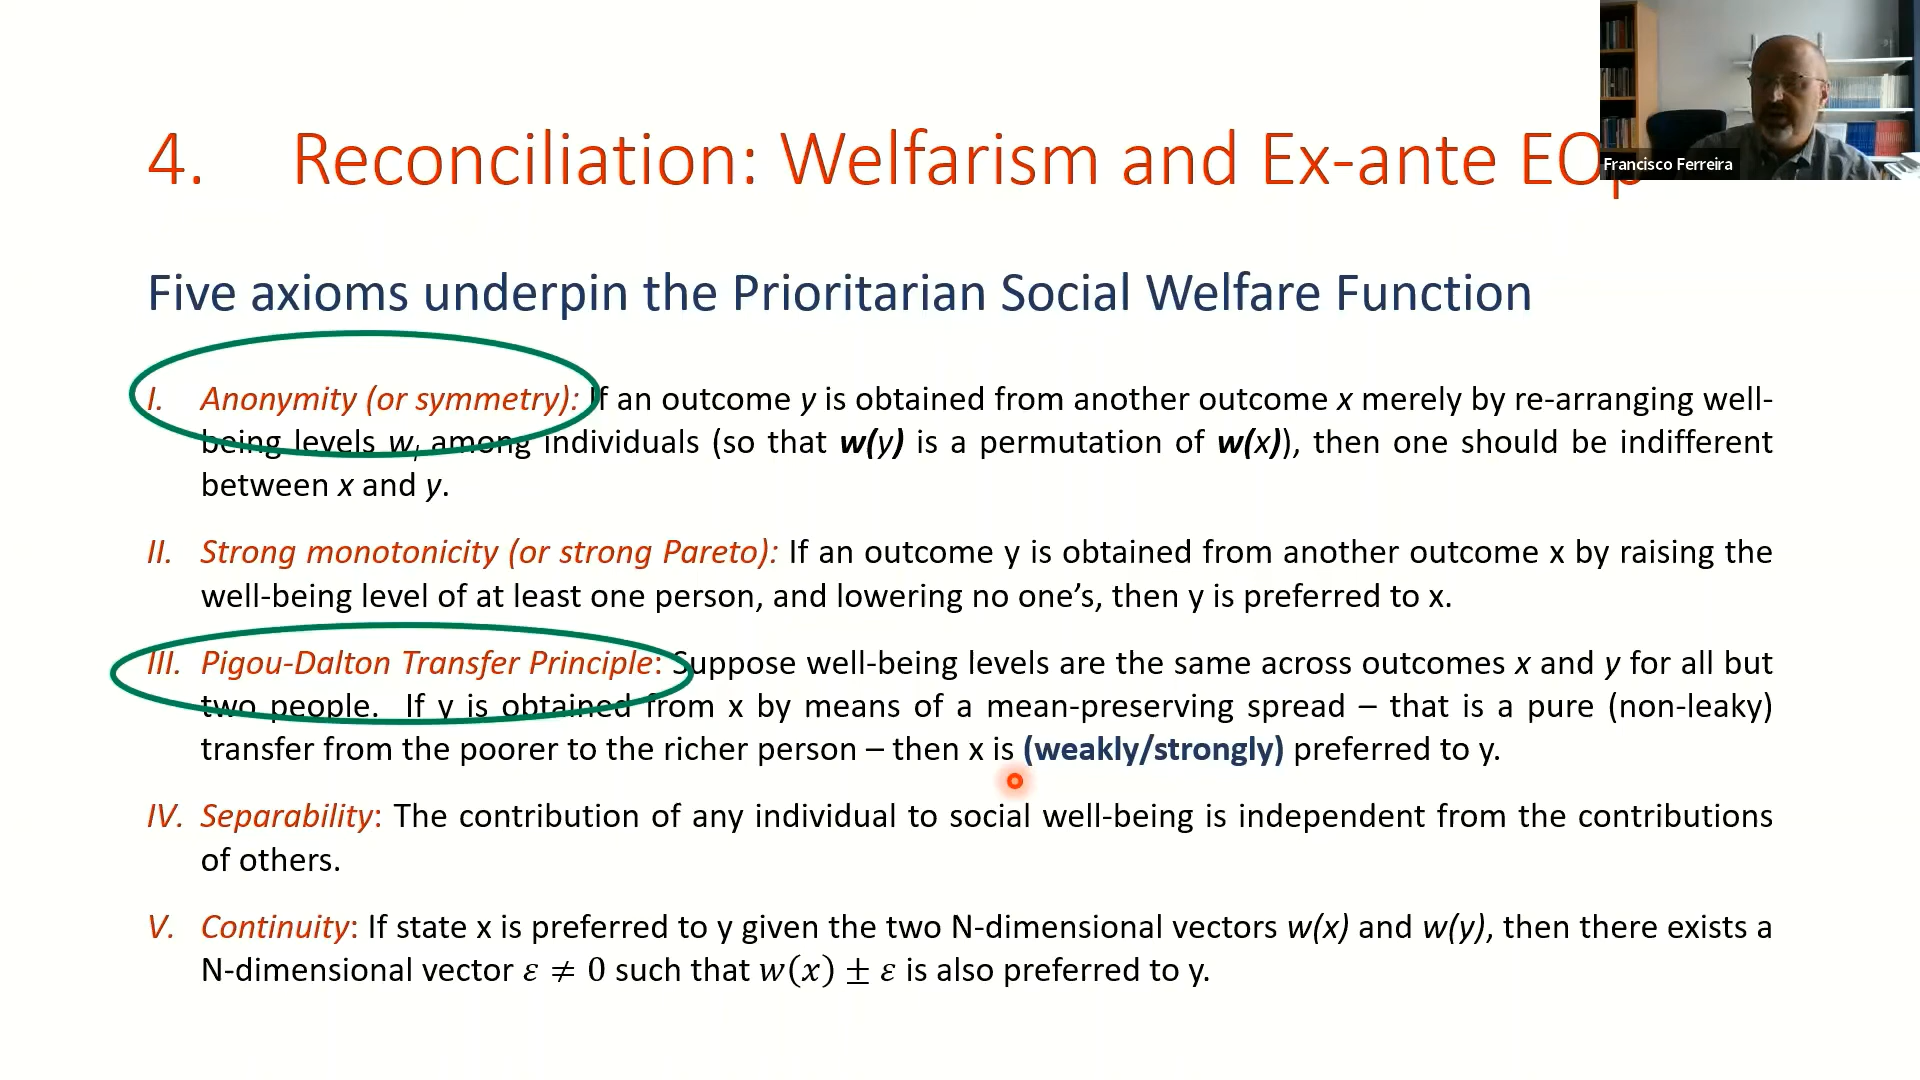 4. Reconciliation: Welfarism and Ex-ante EOp
Francisco Ferreira
Five axioms underpin the Prioritarian Social Welfare Function
I. Anonymity (or symmetry): If an outcome y is obtained from another outcome x merely by re-arranging well-
being levels wᵢ among individuals (so that w(y) is a permutation of w(x)), then one should be indifferent
between x and y.
II. Strong monotonicity (or strong Pareto): If an outcome y is obtained from another outcome x by raising the
well-being level of at least one person, and lowering no one's, then y is preferred to x.
III. Pigou-Dalton Transfer Principle: Suppose well-being levels are the same across outcomes x and y for all but
two people. If y is obtained from x by means of a mean-preserving spread – that is a pure (non-leaky)
transfer from the poorer to the richer person – then x is (weakly/strongly) preferred to y.
IV. Separability: The contribution of any individual to social well-being is independent from the contributions
of others.
V. Continuity: If state x is preferred to y given the two N-dimensional vectors w(x) and w(y), then there exists a
N-dimensional vector ε ≠ 0 such that w(x) ± ε is also preferred to y.